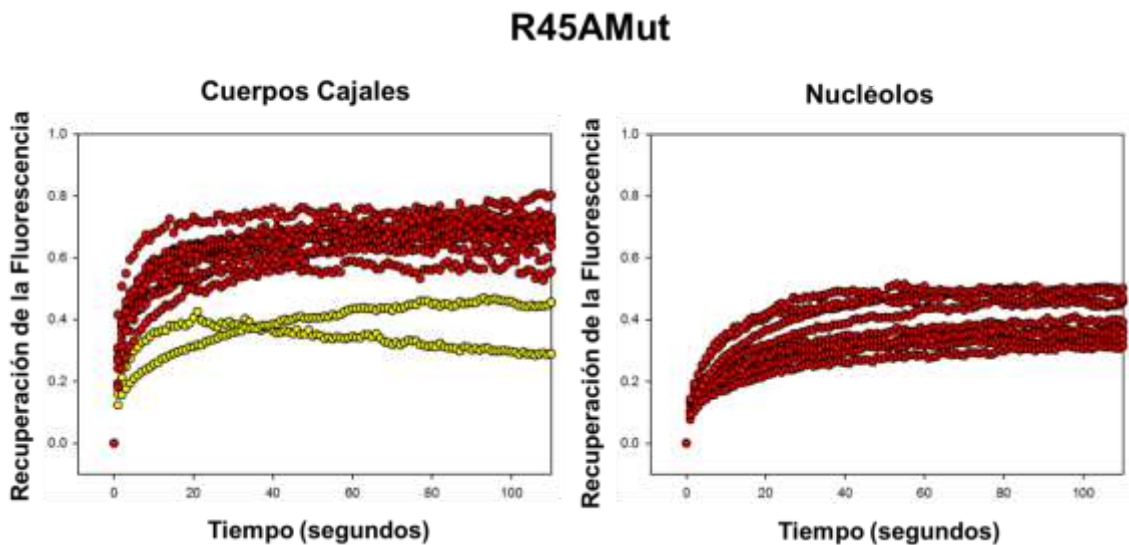 R45AMut
Cuerpos Cajales
Nucléolos
Recuperación de la Fluorescencia
1.0
0.8
0.6
0.4
0.2
0.0
0 20 40 60 80 100
Tiempo (segundos)
Recuperación de la Fluorescencia
1.0
0.8
0.6
0.4
0.2
0.0
0 20 40 60 80 100
Tiempo (segundos)